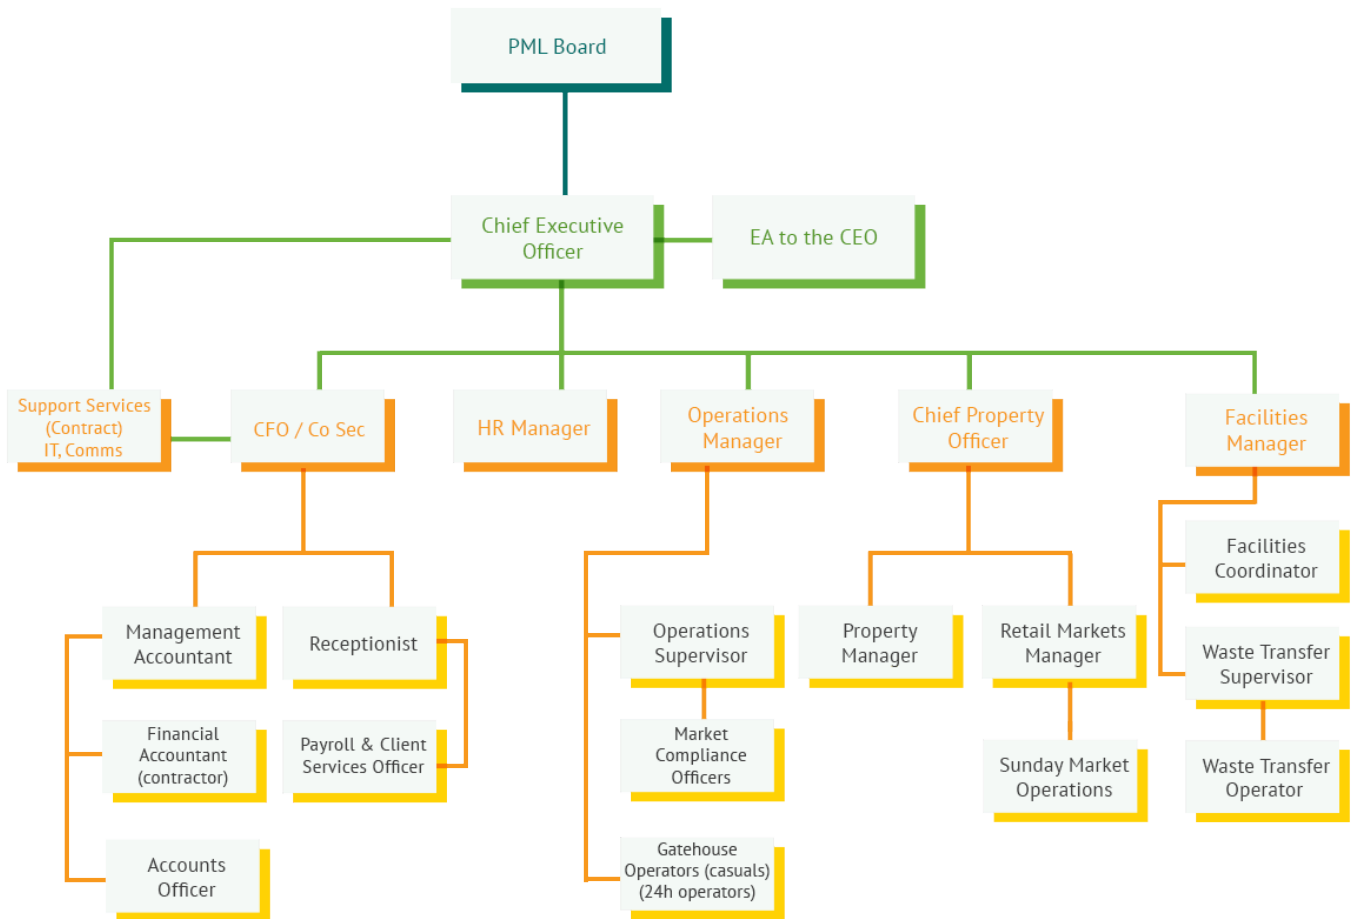 PML Board
Chief Executive
Officer
EA to the CEO
Support Services
(Contract)
IT, Comms
CFO / Co Sec
HR Manager
Operations
Manager
Chief Property
Officer
Facilities
Manager
Management
Accountant
Financial
Accountant
(contractor)
Accounts
Officer
Receptionist
Payroll & Client
Services Officer
Operations
Supervisor
Market
Compliance
Officers
Gatehouse
Operators (casuals)
(24h operators)
Property
Manager
Retail Markets
Manager
Sunday Market
Operations
Facilities
Coordinator
Waste Transfer
Supervisor
Waste Transfer
Operator